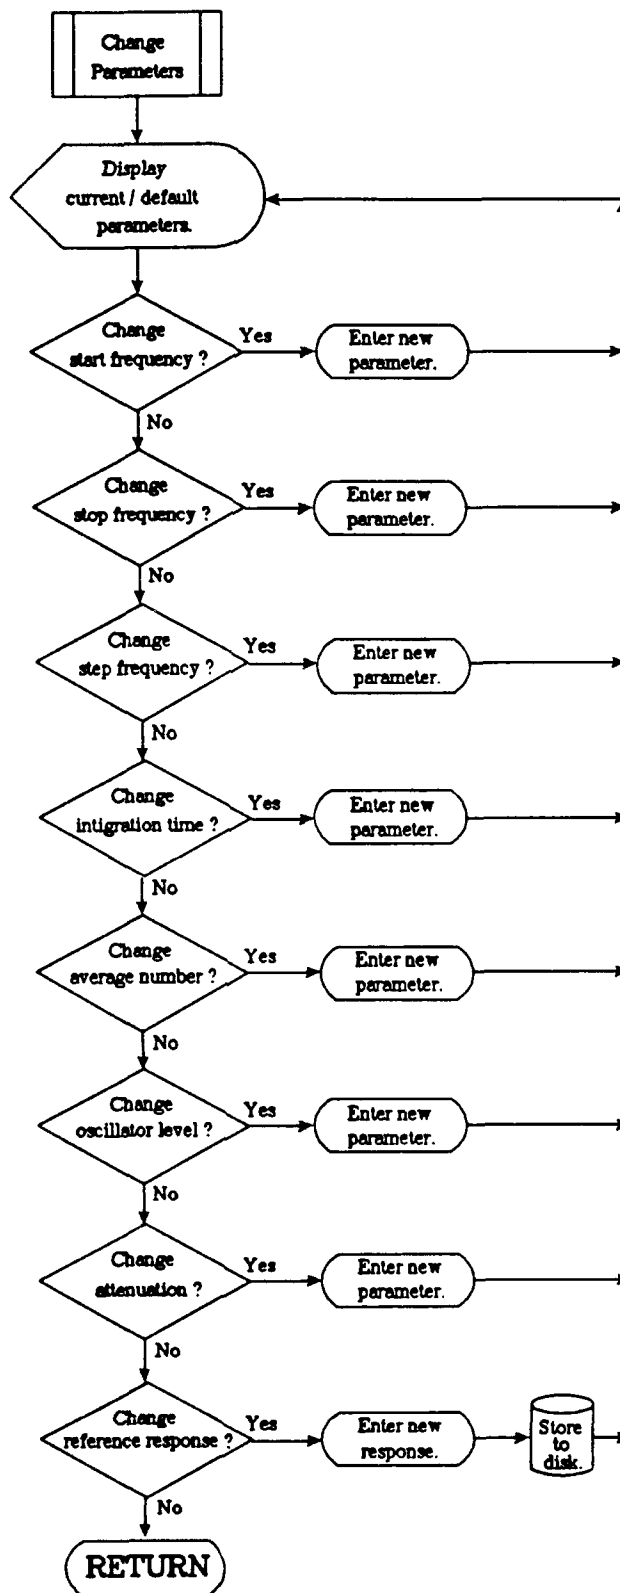 Change
Parameters
Display
current / default
parameters.
Change
start frequency ?
Yes
Enter new
parameter.
No
Change
stop frequency ?
Yes
Enter new
parameter.
No
Change
step frequency ?
Yes
Enter new
parameter.
No
Change
intigration time ?
Yes
Enter new
parameter.
No
Change
average number ?
Yes
Enter new
parameter.
No
Change
oscillator level ?
Yes
Enter new
parameter.
No
Change
attenuation ?
Yes
Enter new
parameter.
No
Change
reference response ?
Yes
Enter new
response.
Store
to
disk.
No
RETURN